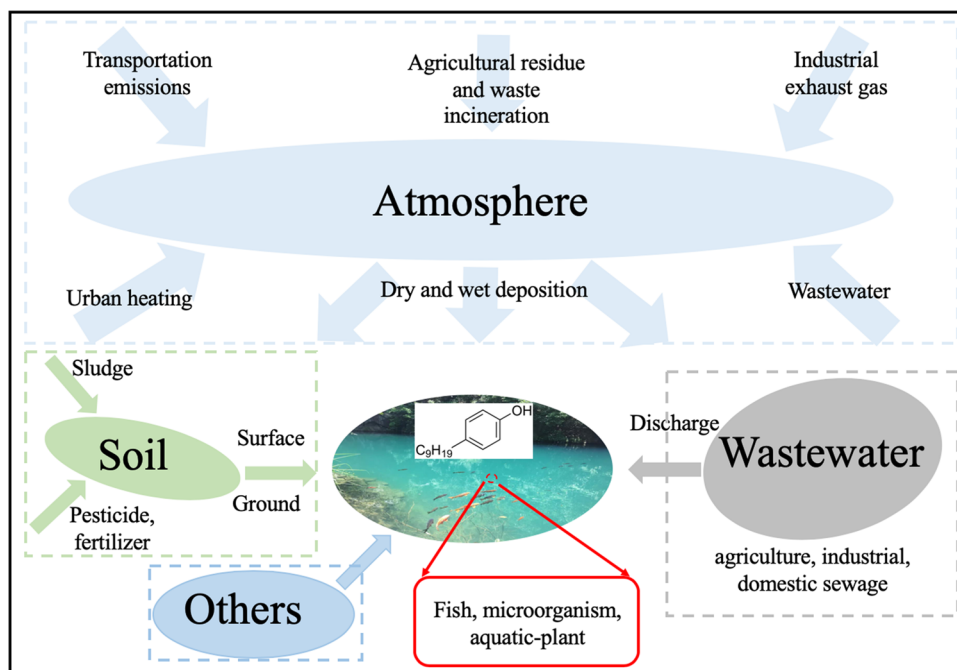 Transportation
emissions
Agricultural residue
and waste
incineration
Industrial
exhaust gas
Atmosphere
Urban heating
Dry and wet deposition
Wastewater
Sludge
Soil
Pesticide,
fertilizer
Surface
Ground
OH
C9H19
Discharge
Wastewater
agriculture, industrial,
domestic sewage
Others
Fish, microorganism,
aquatic-plant